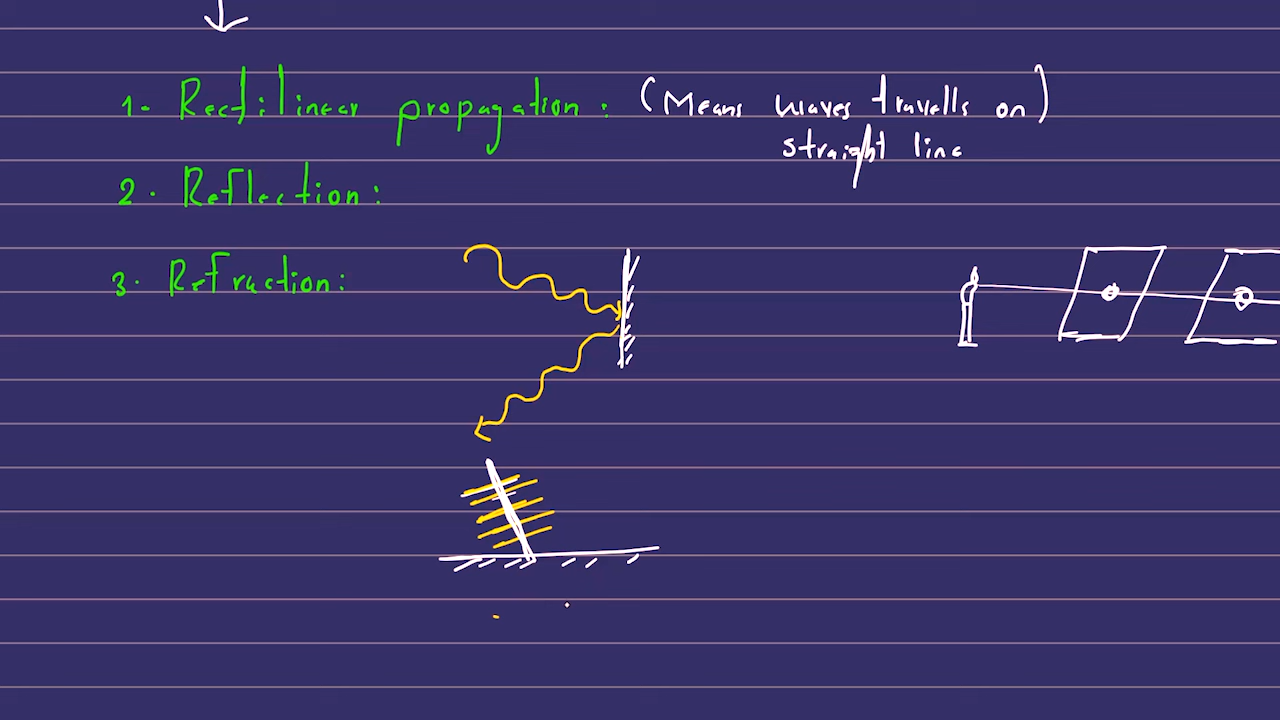 1- Rectilinear propagation: (Means waves travells on)
straight line
2. Reflection:
3. Refraction: